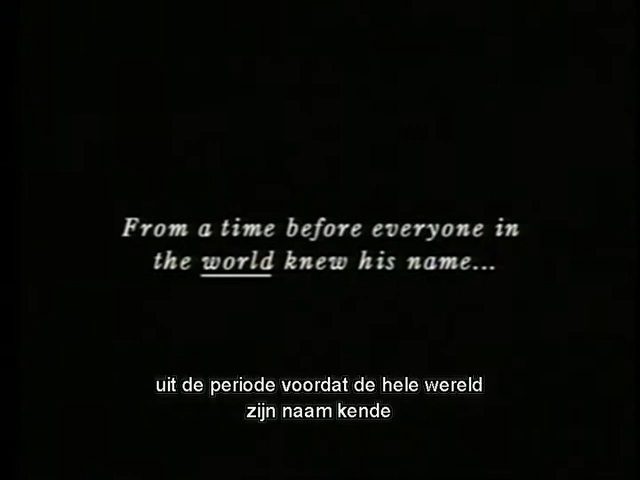 From a time before everyone in
the world knew his name...
uit de periode voordat de hele wereld
zijn naam kende